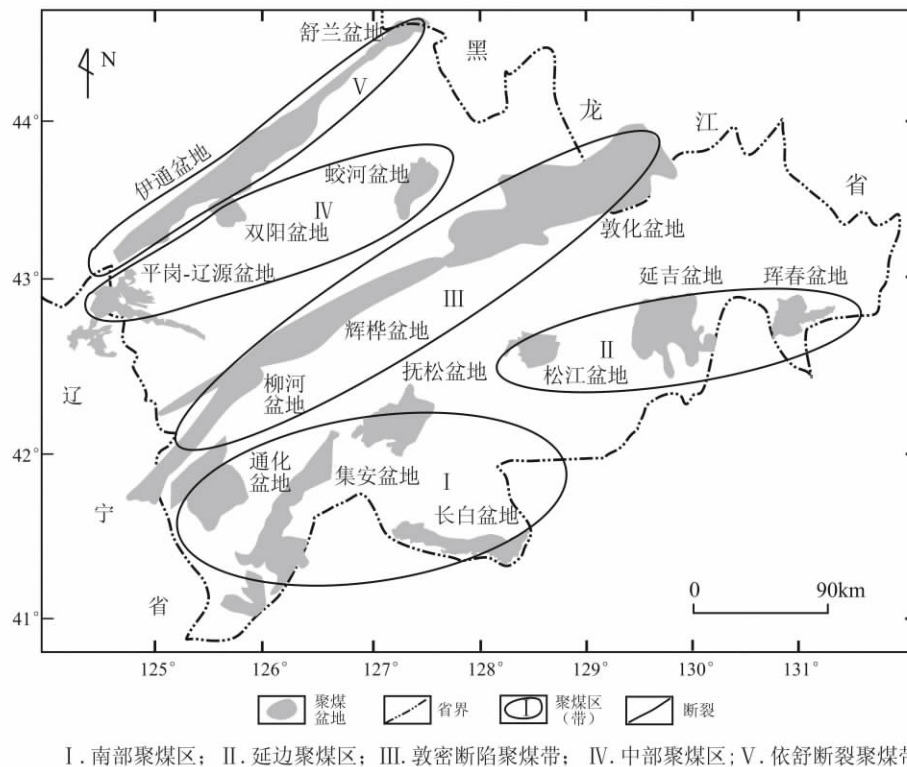 舒兰盆地
黑
N
V
龙
44°
江
伊通盆地
蛟河盆地
省
IV
双阳盆地
敦化盆地
43°
平岗-辽源盆地
延吉盆地
珲春盆地
III
辉桦盆地
II
抚松盆地
松江盆地
辽
柳河
盆地
42°
通化
盆地
集安盆地
I
长白盆地
宁
0
90km
省
41°
125°
126°
127°
128°
129°
130°
131°
聚煤
盆地
省界
I
聚煤区
(带)
断裂
I.南部聚煤区; II.延边聚煤区; III.敦密断陷聚煤带; IV.中部聚煤区; V.依舒断裂聚煤带